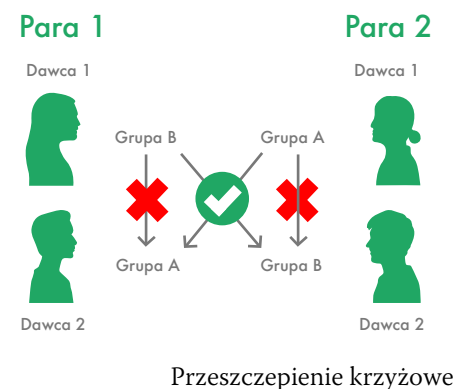 Para 1
Para 2
Dawca 1
Dawca 1
Grupa B
Grupa A
Grupa A
Grupa B
Dawca 2
Dawca 2
Przeszczepienie krzyżowe